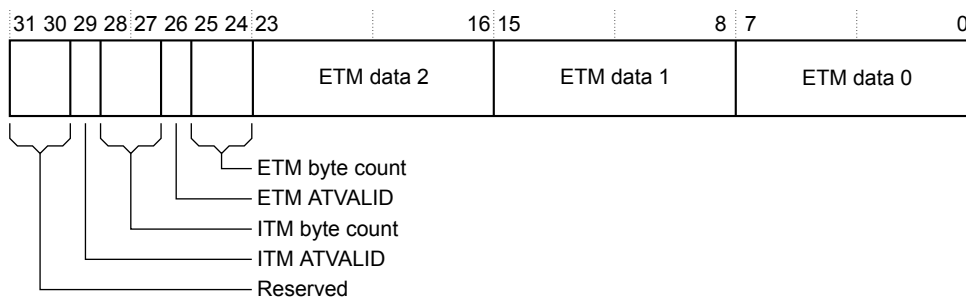 31 30 29 28 27 26 25 24 23 16 15 8 7 0
ETM data 2 ETM data 1 ETM data 0
ETM byte count
ETM ATVALID
ITM byte count
ITM ATVALID
Reserved